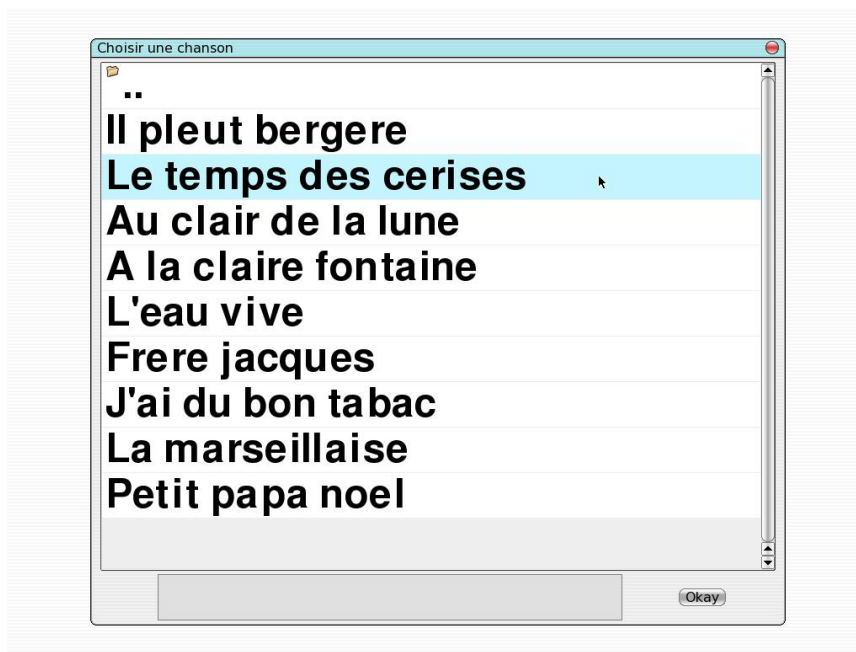 Choisir une chanson
..
Il pleut bergere
Le temps des cerises
Au clair de la lune
A la claire fontaine
L'eau vive
Frere jacques
J'ai du bon tabac
La marseillaise
Petit papa noel
Okay